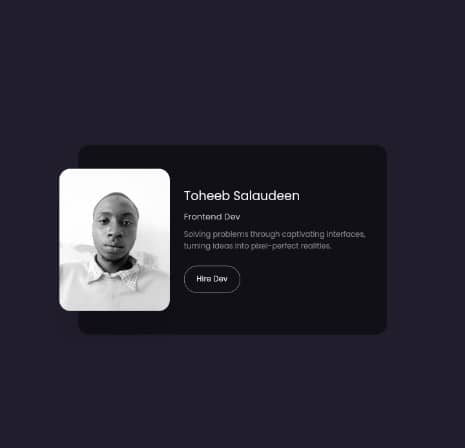 Toheeb Salaudeen
Frontend Dev
Solving problems through captivating interfaces,
turning ideas into pixel-perfect realities.
Hire Dev